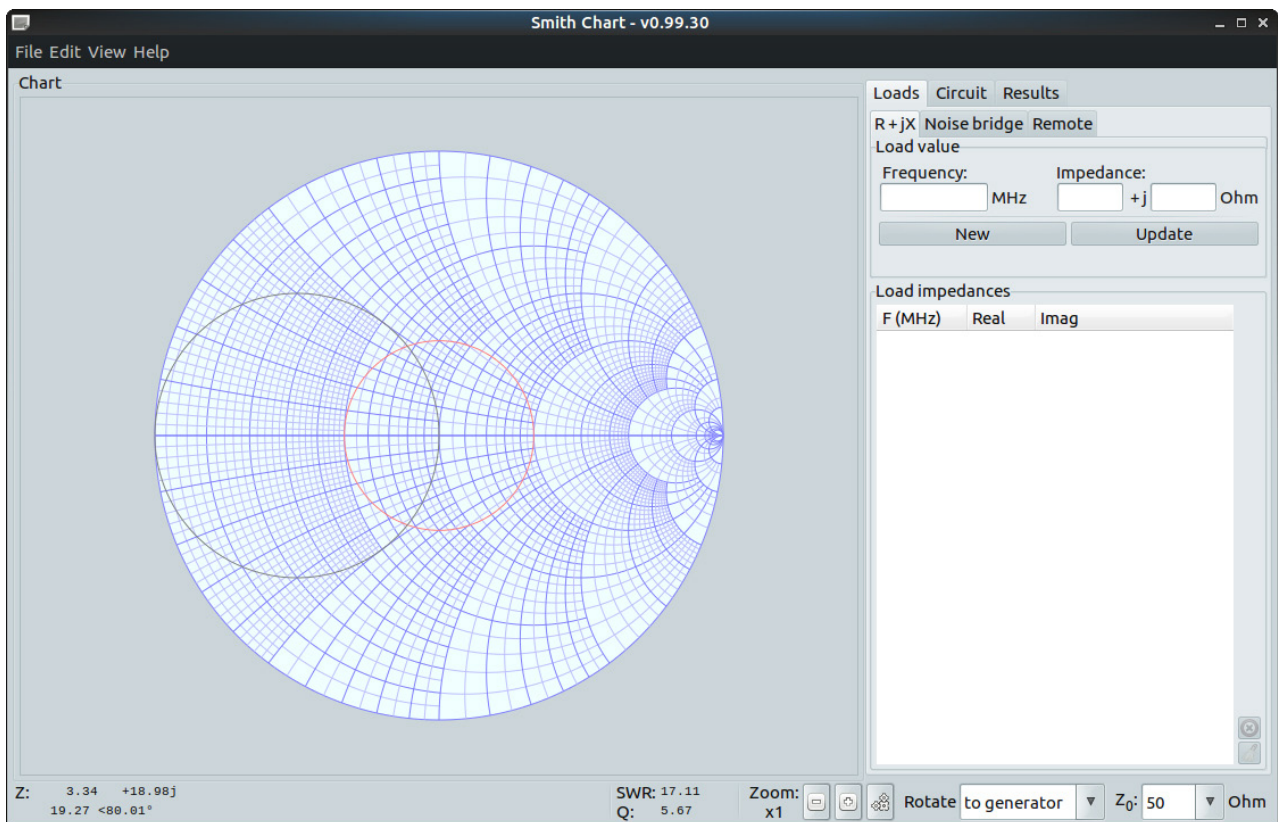 Smith Chart - v0.99.30
File Edit View Help
Chart
Loads Circuit Results
R + jX Noise bridge Remote
Load value
Frequency: Impedance:
MHz +j Ohm
New Update
Load impedances
F (MHz) Real Imag
Z: 3.34 +18.98j
19.27 <80.01°
SWR: 17.11
Q: 5.67
Zoom:
x1
Rotate to generator Z0: 50 Ohm